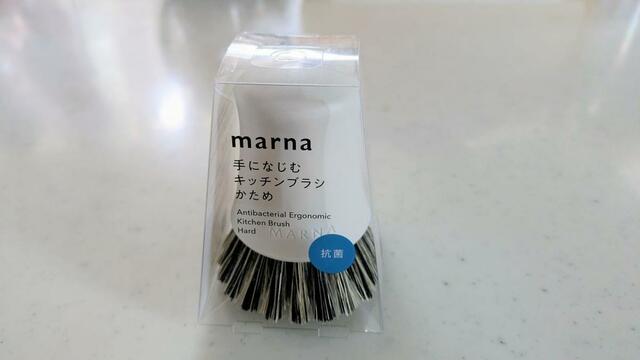 marna
手になじむ
キッチンブラシ
かため
Antibacterial Ergonomic
Kitchen Brush
Hard
MARNA
抗菌